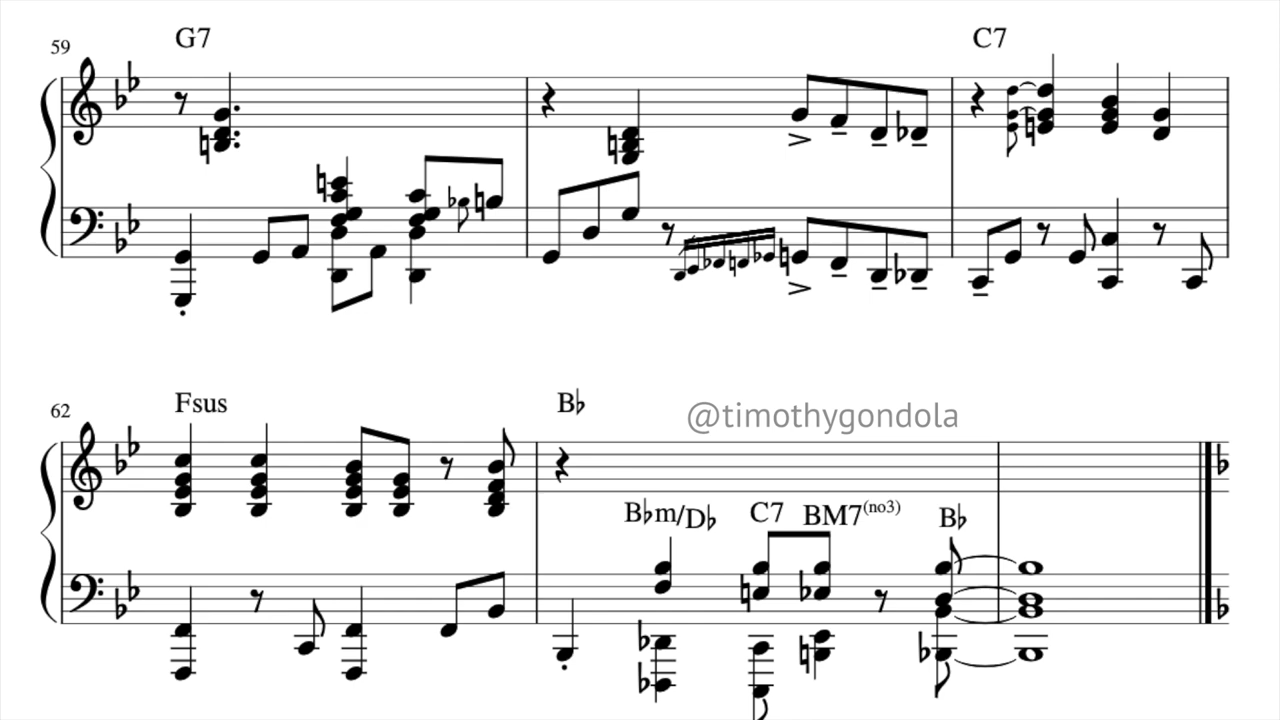 G7 C7
59
Fsus B♭ @timothygondola
62
B♭m/D♭ C7 BM7(no3) B♭